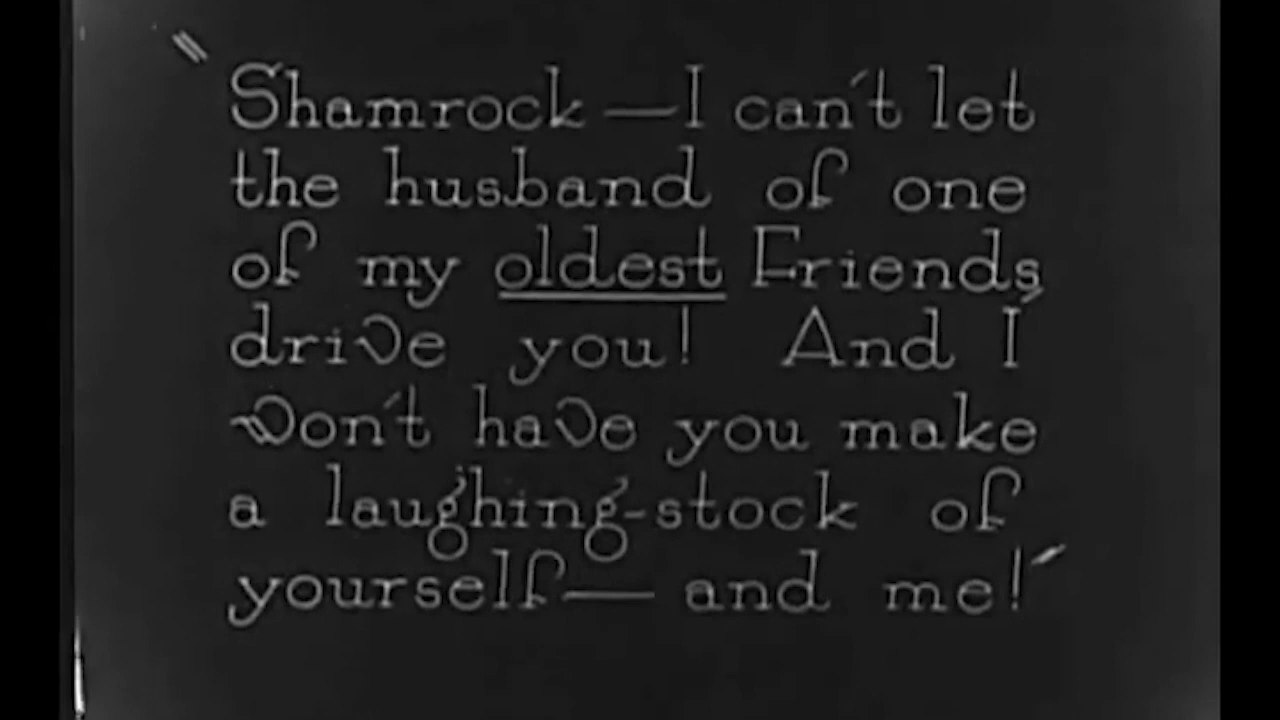 "Shamrock — I can't let
the husband of one
of my oldest Friends
drive you! And I
won't have you make
a laughing-stock of
yourself — and me!"